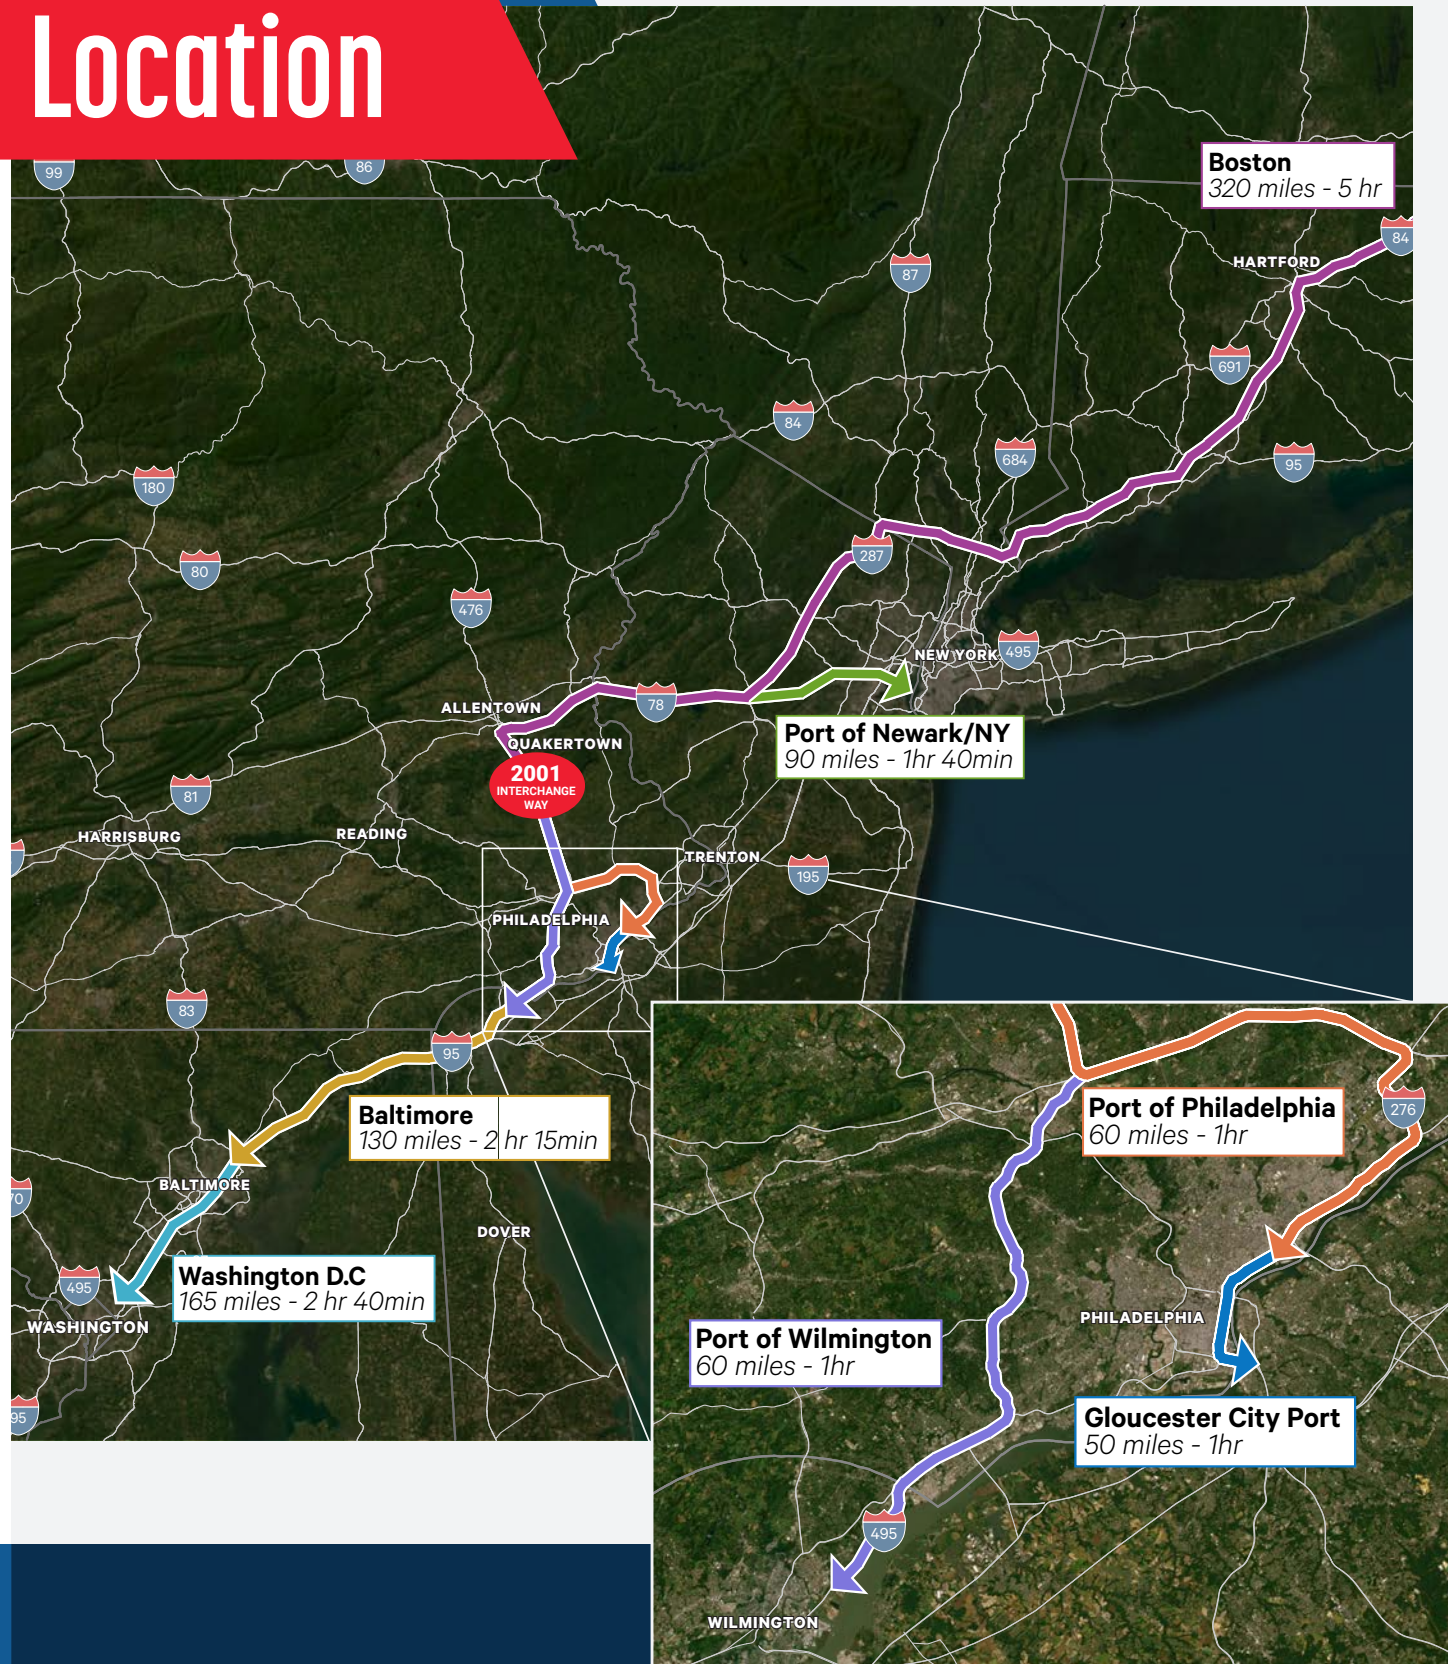 Location
99
86
Boston
320 miles - 5 hr
84
HARTFORD
87
691
84
684
95
180
287
80
476
NEW YORK
495
78
ALLENTOWN
QUAKERTOWN
Port of Newark/NY
90 miles - 1hr 40min
2001
INTERCHANGE
WAY
81
HARRISBURG
READING
TRENTON
195
PHILADELPHIA
83
95
Baltimore
130 miles - 2 hr 15min
70
BALTIMORE
DOVER
Washington D.C
165 miles - 2 hr 40min
495
WASHINGTON
95
Port of Philadelphia
60 miles - 1hr
276
PHILADELPHIA
Port of Wilmington
60 miles - 1hr
Gloucester City Port
50 miles - 1hr
495
WILMINGTON